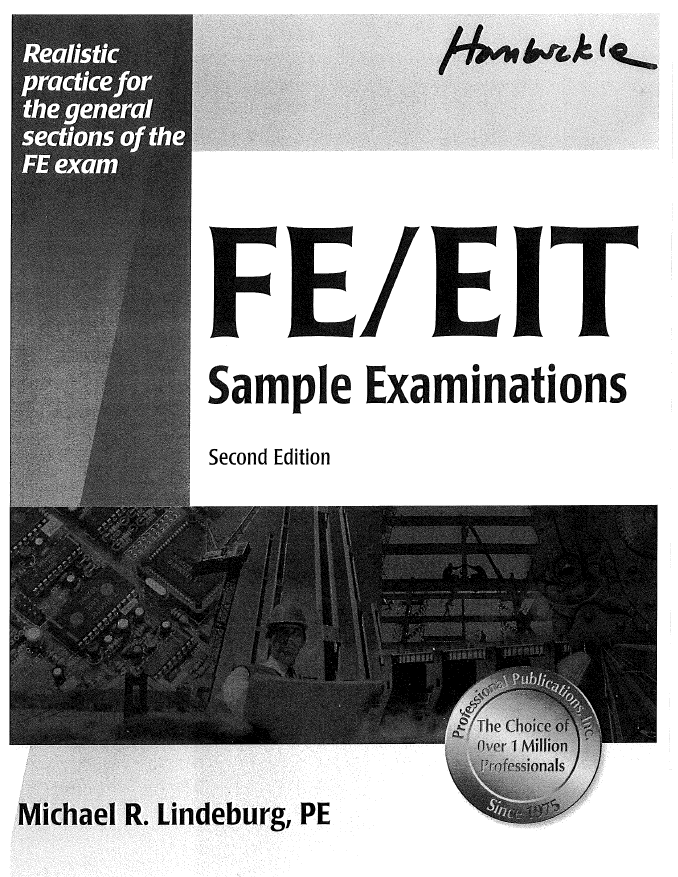 Realistic
practice for
the general
sections of the
FE exam
Hornbuckle
FE/EIT
Sample Examinations
Second Edition
Professional Publications, Inc.
The Choice of
Over 1 Million
Professionals
Since 1975
Michael R. Lindeburg, PE